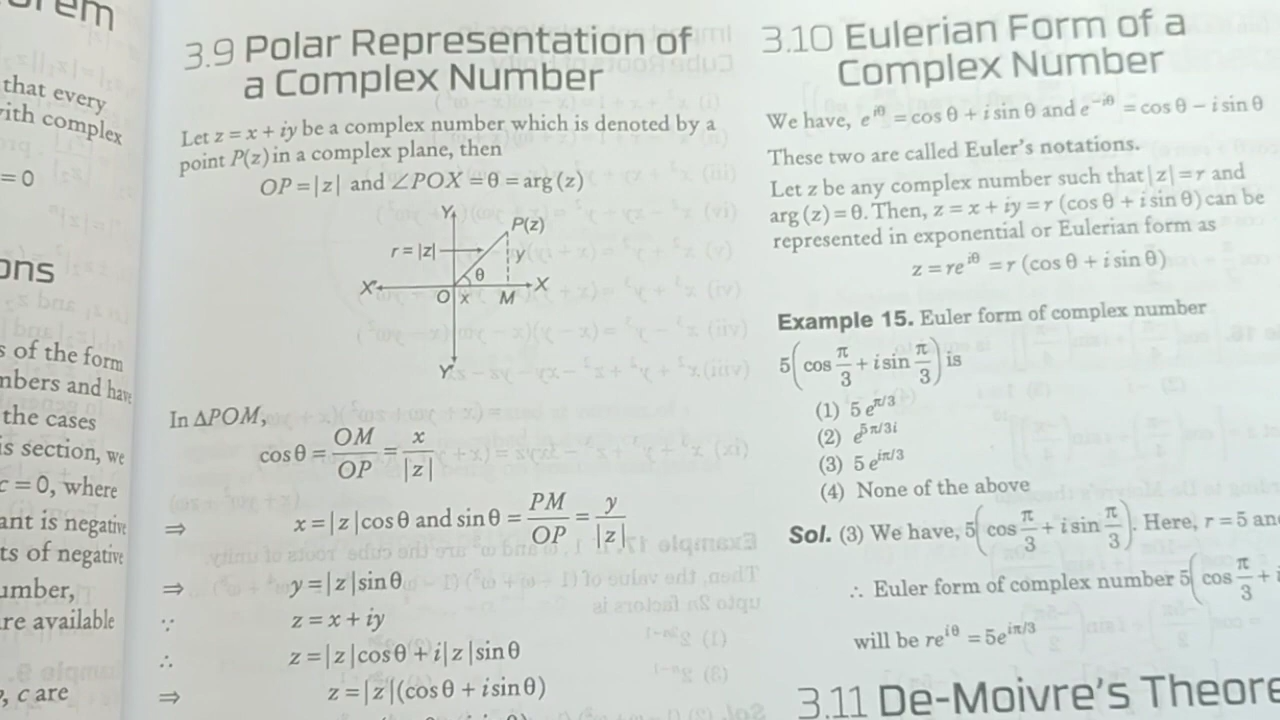 that every
ith complex
= 0
ons
s of the form
nbers and have
the cases
is section, we
c = 0, where
ant is negative
ts of negative
umber,
re available
, c are
3.9 Polar Representation of
a Complex Number
Let z = x + iy be a complex number which is denoted by a
point P(z) in a complex plane, then
OP = |z| and ∠POX = θ = arg (z)
Y
P(z)
r = |z|
y
θ
X' X
O x M
Y'
In ΔPOM,
cos θ = OM/OP = x/|z|
⇒ x = |z| cos θ and sin θ = PM/OP = y/|z|
⇒ y = |z| sin θ
∵ z = x + iy
∴ z = |z| cos θ + i|z| sin θ
⇒ z = |z| (cos θ + i sin θ)
3.10 Eulerian Form of a
Complex Number
We have, e^{iθ} = cos θ + i sin θ and e^{−iθ} = cos θ − i sin θ
These two are called Euler's notations.
Let z be any complex number such that |z| = r and
arg (z) = θ. Then, z = x + iy = r (cos θ + i sin θ) can be
represented in exponential or Eulerian form as
z = re^{iθ} = r (cos θ + i sin θ)
Example 15. Euler form of complex number
5(cos π/3 + i sin π/3) is
(1) 5 e^{π/3}
(2) e^{5π/3i}
(3) 5 e^{iπ/3}
(4) None of the above
Sol. (3) We have, 5(cos π/3 + i sin π/3). Here, r = 5 an
∴ Euler form of complex number 5(cos π/3 + i
will be re^{iθ} = 5e^{iπ/3}
3.11 De-Moivre's Theore